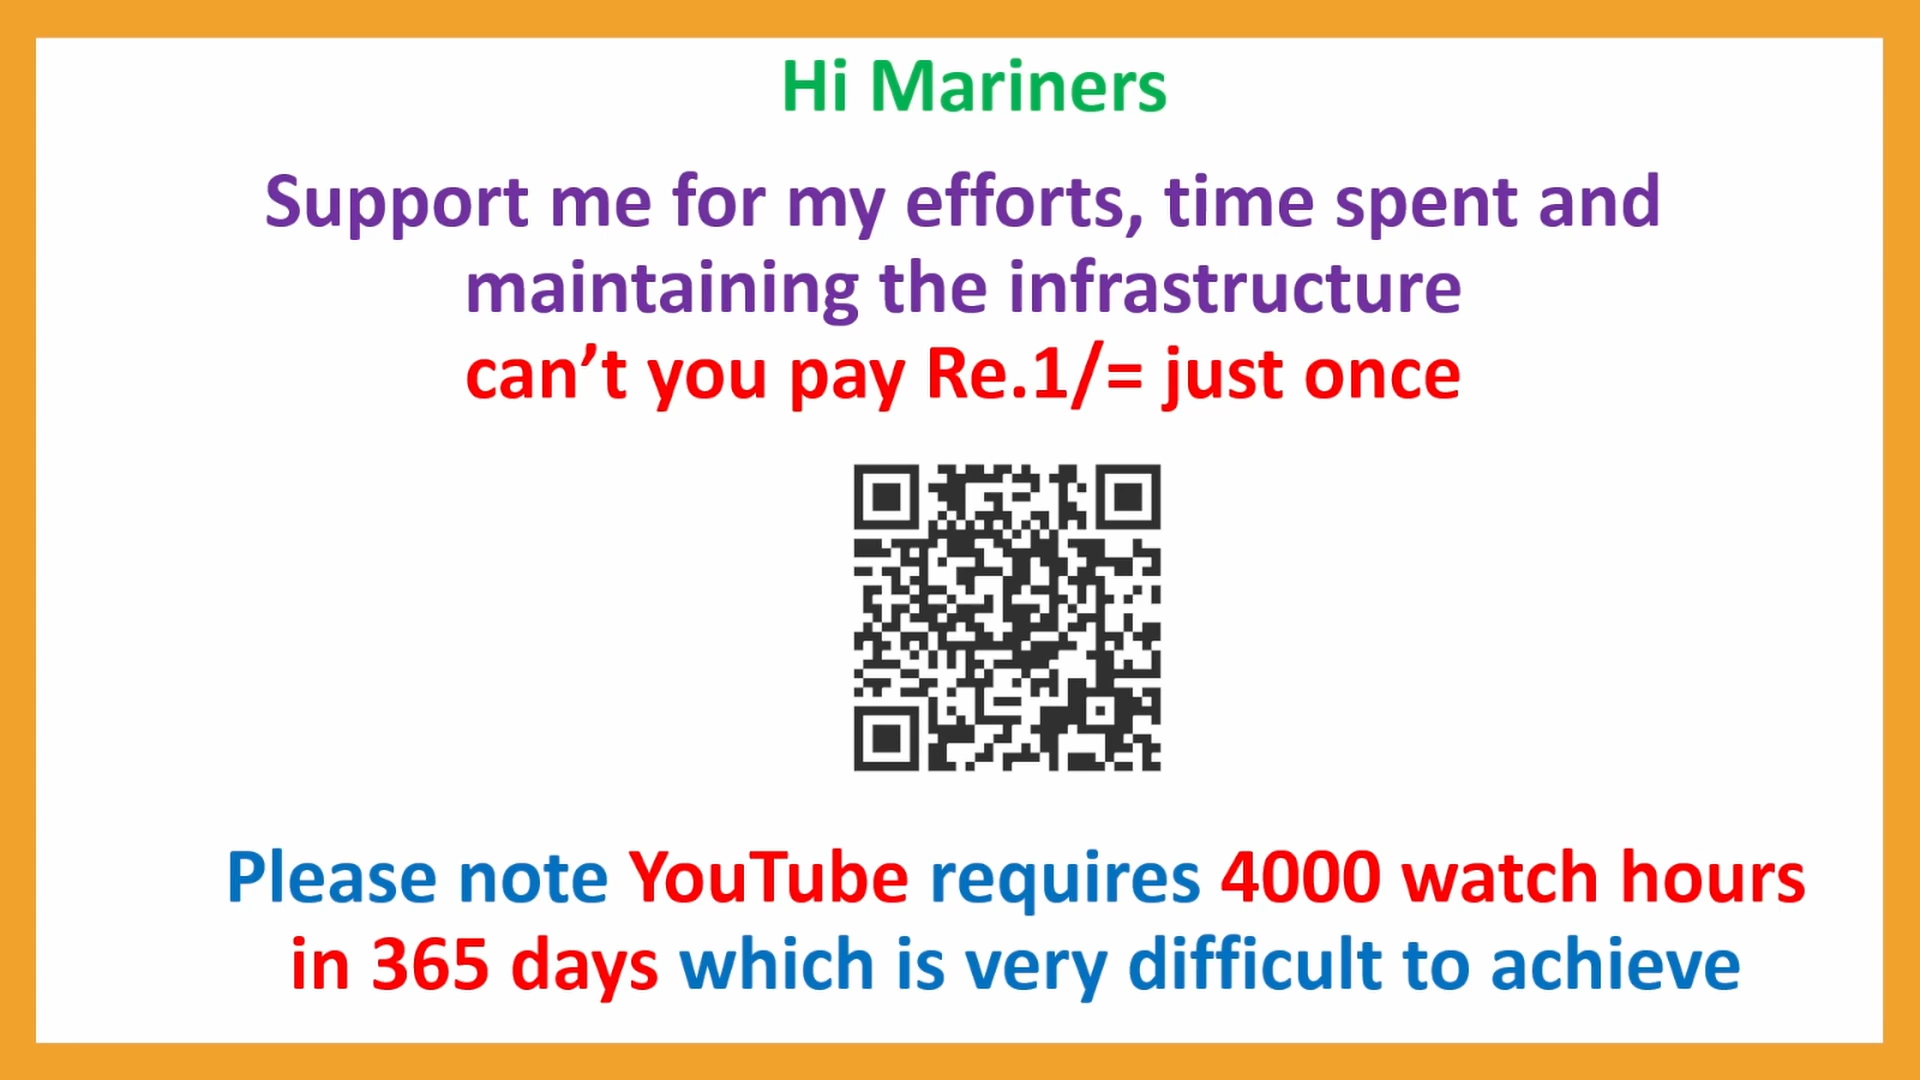 Hi Mariners
Support me for my efforts, time spent and
maintaining the infrastructure
can’t you pay Re.1/= just once
Please note YouTube requires 4000 watch hours
in 365 days which is very difficult to achieve